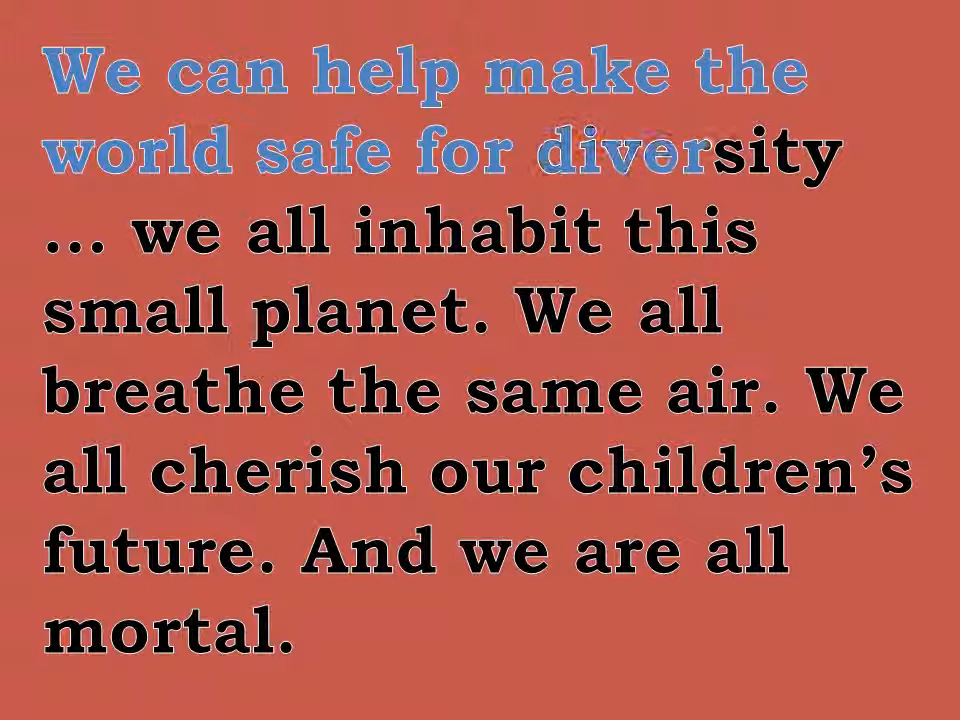 We can help make the
world safe for diversity
... we all inhabit this
small planet. We all
breathe the same air. We
all cherish our children’s
future. And we are all
mortal.